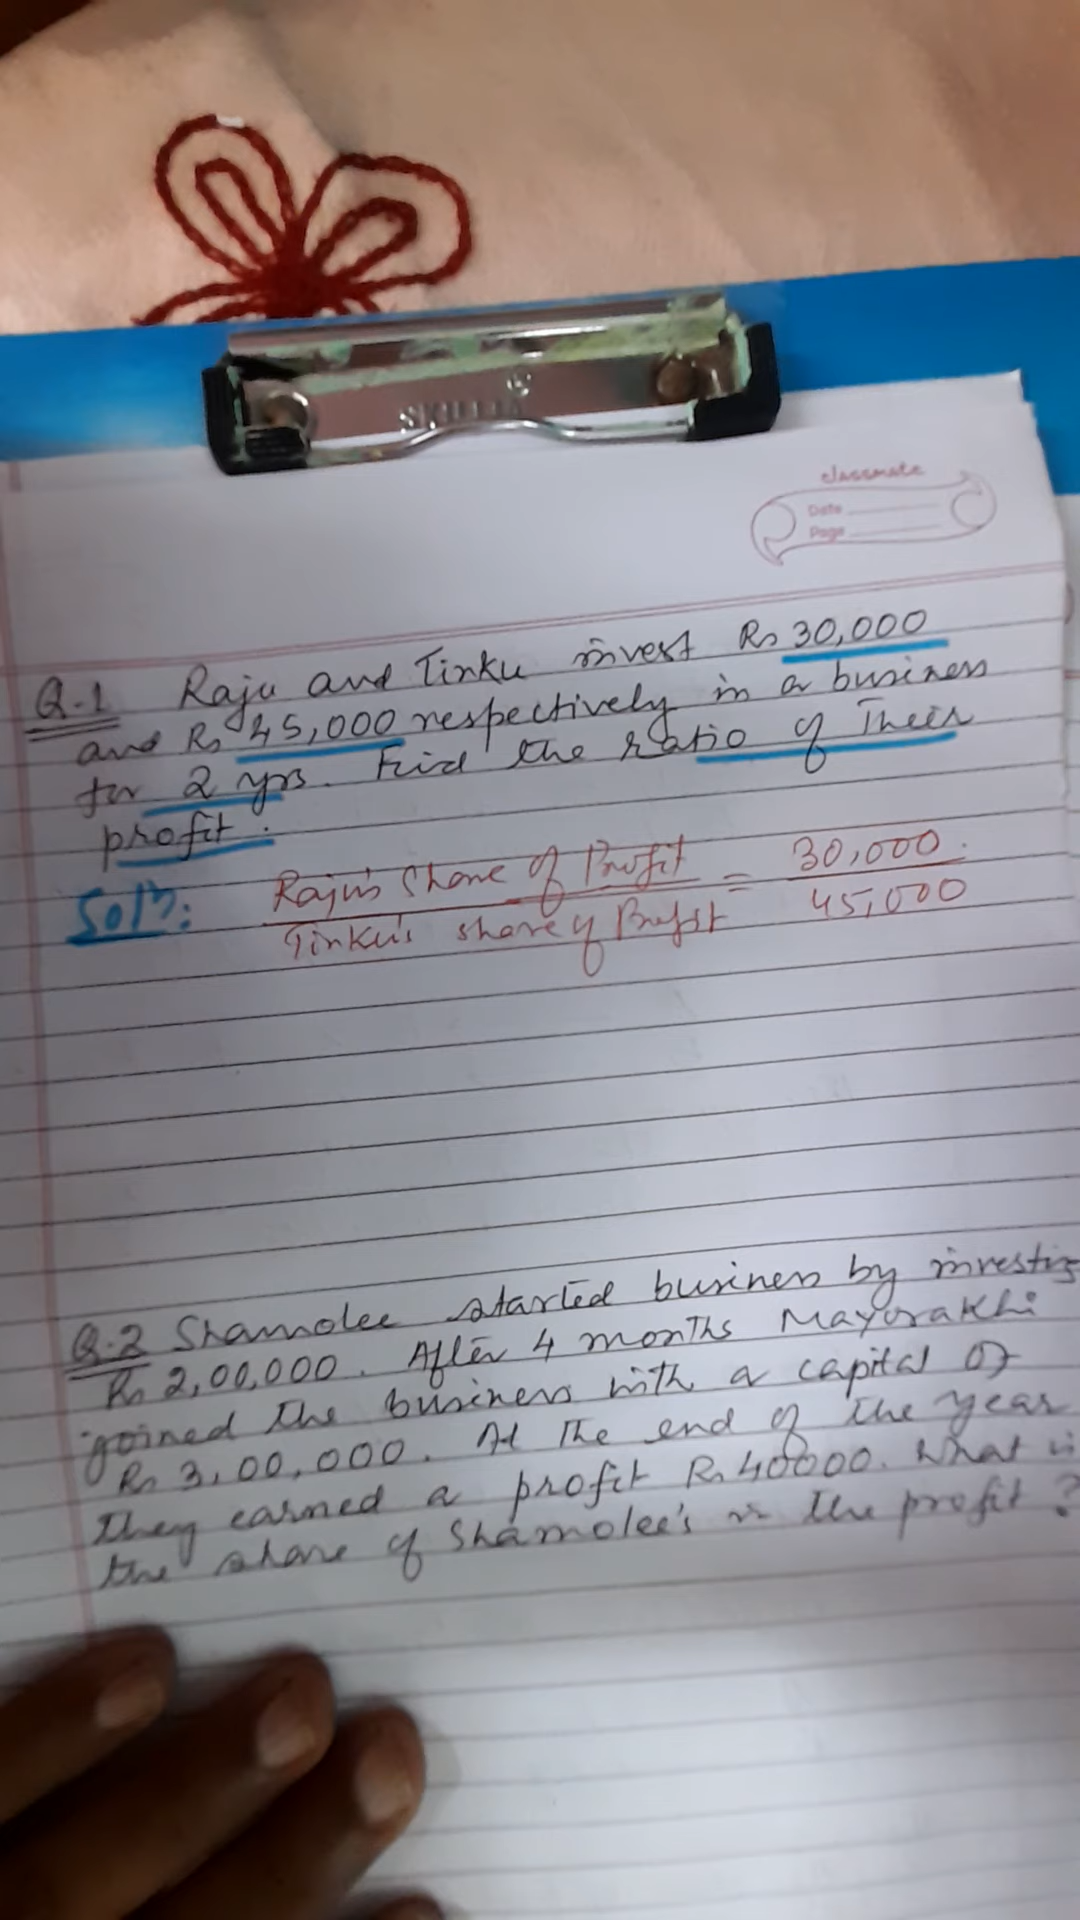 SKILLIN
classmate
Date
Page
Q.1 Raju and Tinku invest Rs 30,000
and Rs 45,000 respectively in a business
for 2 yrs. Find the ratio of Their
profit.
Soln: Raju's Share of Profit = 30,000
Tinku's share of Profit 45,000
Q.2 Shamolee started business by investing
Rs 2,00,000. After 4 months Mayurakhi
joined the business with a capital of
Rs 3,00,000. At the end of the year
They earned a profit Rs 40000. What is
the share of Shamolee's in the profit?